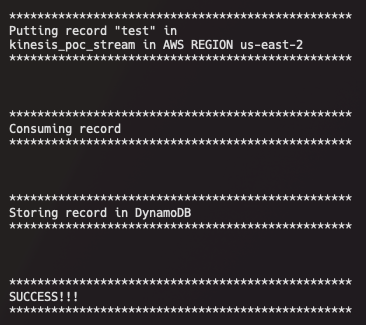 *************************************************
Putting record "test" in
kinesis_poc_stream in AWS REGION us-east-2
*************************************************
*************************************************
Consuming record
*************************************************
*************************************************
Storing record in DynamoDB
*************************************************
*************************************************
SUCCESS!!!
*************************************************